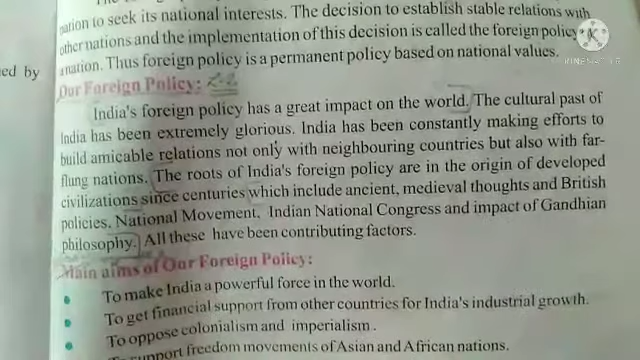 nation to seek its national interests. The decision to establish stable relations with
other nations and the implementation of this decision is called the foreign policy
a nation. Thus foreign policy is a permanent policy based on national values.
ed by
Our Foreign Policy:
India's foreign policy has a great impact on the world. The cultural past of
India has been extremely glorious. India has been constantly making efforts to
build amicable relations not only with neighbouring countries but also with far-
flung nations. The roots of India's foreign policy are in the origin of developed
civilizations since centuries which include ancient, medieval thoughts and British
policies. National Movement, Indian National Congress and impact of Gandhian
philosophy. All these have been contributing factors.
Main aims of Our Foreign Policy:
• To make India a powerful force in the world.
• To get financial support from other countries for India's industrial growth.
• To oppose colonialism and imperialism.
To support freedom movements of Asian and African nations.
K
KINEMASTER